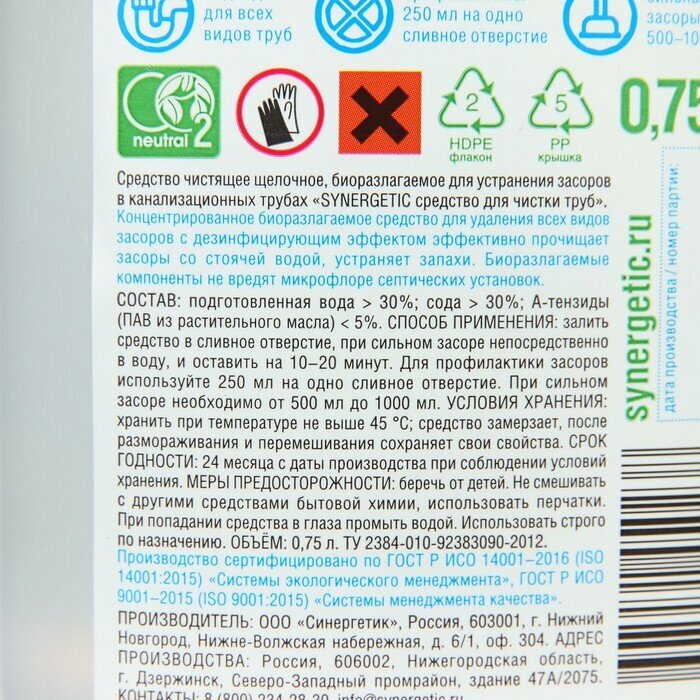 для всех
видов труб
250 мл на одно
сливное отверстие
засоры
500–10
neutral 2
2
HDPE
флакон
5
PP
крышка
0,75
Средство чистящее щелочное, биоразлагаемое для устранения засоров
в канализационных трубах «SYNERGETIC средство для чистки труб».
Концентрированное биоразлагаемое средство для удаления всех видов
засоров с дезинфицирующим эффектом эффективно прочищает
засоры со стоячей водой, устраняет запахи. Биоразлагаемые
компоненты не вредят микрофлоре септических установок.
СОСТАВ: подготовленная вода > 30%; сода > 30%; А-тензиды
(ПАВ из растительного масла) < 5%. СПОСОБ ПРИМЕНЕНИЯ: залить
средство в сливное отверстие, при сильном засоре непосредственно
в воду, и оставить на 10–20 минут. Для профилактики засоров
используйте 250 мл на одно сливное отверстие. При сильном
засоре необходимо от 500 мл до 1000 мл. УСЛОВИЯ ХРАНЕНИЯ:
хранить при температуре не выше 45 °С; средство замерзает, после
размораживания и перемешивания сохраняет свои свойства. СРОК
ГОДНОСТИ: 24 месяца с даты производства при соблюдении условий
хранения. МЕРЫ ПРЕДОСТОРОЖНОСТИ: беречь от детей. Не смешивать
с другими средствами бытовой химии, использовать перчатки.
При попадании средства в глаза промыть водой. Использовать строго
по назначению. ОБЪЁМ: 0,75 л. ТУ 2384-010-92383090-2012.
Производство сертифицировано по ГОСТ Р ИСО 14001–2016 (ISO
14001:2015) «Системы экологического менеджмента», ГОСТ Р ИСО
9001–2015 (ISO 9001:2015) «Системы менеджмента качества».
ПРОИЗВОДИТЕЛЬ: ООО «Синергетик», Россия, 603001, г. Нижний
Новгород, Нижне-Волжская набережная, д. 6/1, оф. 304. АДРЕС
ПРОИЗВОДСТВА: Россия, 606002, Нижегородская область,
г. Дзержинск, Северо-Западный промрайон, здание 47А/2075.
КОНТАКТЫ: 8 (800) 234-28-30, info@synergetic.ru
synergetic.ru
дата производства / номер партии: